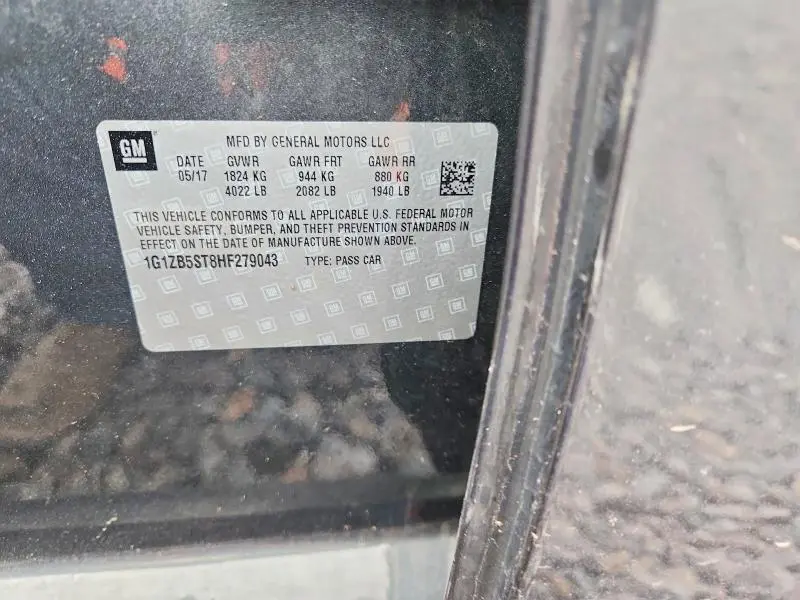 GM
MFD BY GENERAL MOTORS LLC
DATE GVWR GAWR FRT GAWR RR
05/17 1824 KG 944 KG 880 KG
4022 LB 2082 LB 1940 LB
THIS VEHICLE CONFORMS TO ALL APPLICABLE U.S. FEDERAL MOTOR
VEHICLE SAFETY, BUMPER, AND THEFT PREVENTION STANDARDS IN
EFFECT ON THE DATE OF MANUFACTURE SHOWN ABOVE.
1G1ZB5ST8HF279043 TYPE: PASS CAR